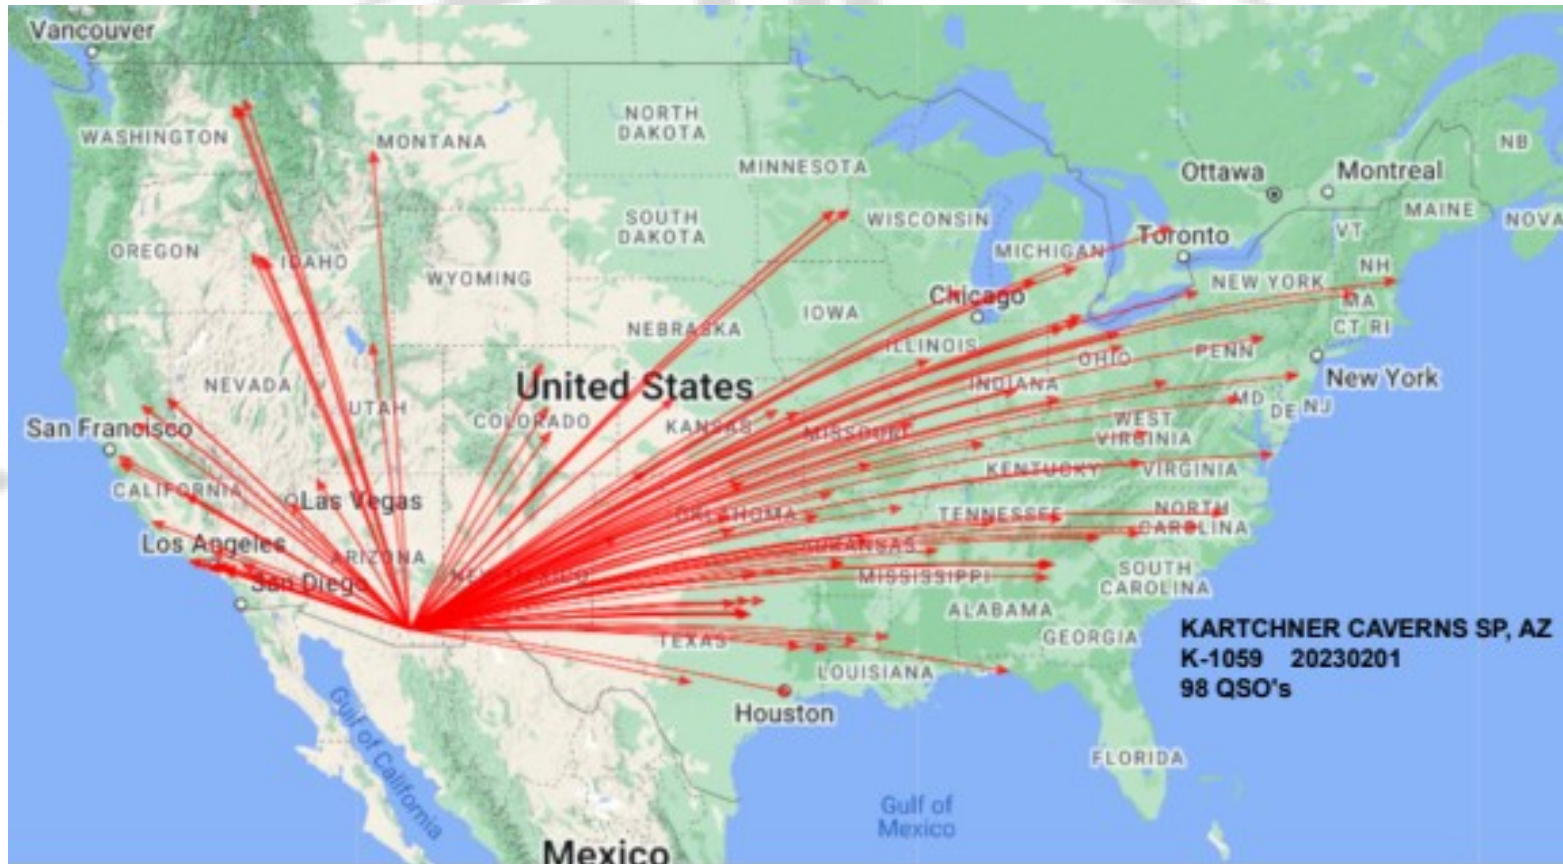 Vancouver
WASHINGTON
MONTANA
NORTH
DAKOTA
MINNESOTA
NB
Ottawa
Montreal
MAINE
NOVA
VT
OREGON
IDAHO
WYOMING
SOUTH
DAKOTA
WISCONSIN
MICHIGAN
Toronto
NH
NEW YORK
MA
CT RI
Chicago
IOWA
NEBRASKA
ILLINOIS
OHIO
PENN
New York
NEVADA
UTAH
United States
COLORADO
KANSAS
MISSOURI
INDIANA
MD
DE
NJ
WEST
VIRGINIA
San Francisco
CALIFORNIA
Las Vegas
KENTUCKY
VIRGINIA
OKLAHOMA
TENNESSEE
NORTH
CAROLINA
Los Angeles
ARIZONA
NEW MEXICO
ARKANSAS
San Diego
MISSISSIPPI
SOUTH
CAROLINA
ALABAMA
GEORGIA
TEXAS
LOUISIANA
KARTCHNER CAVERNS SP, AZ
K-1059 20230201
98 QSO's
Houston
FLORIDA
Gulf of California
Gulf of
Mexico
Mexico